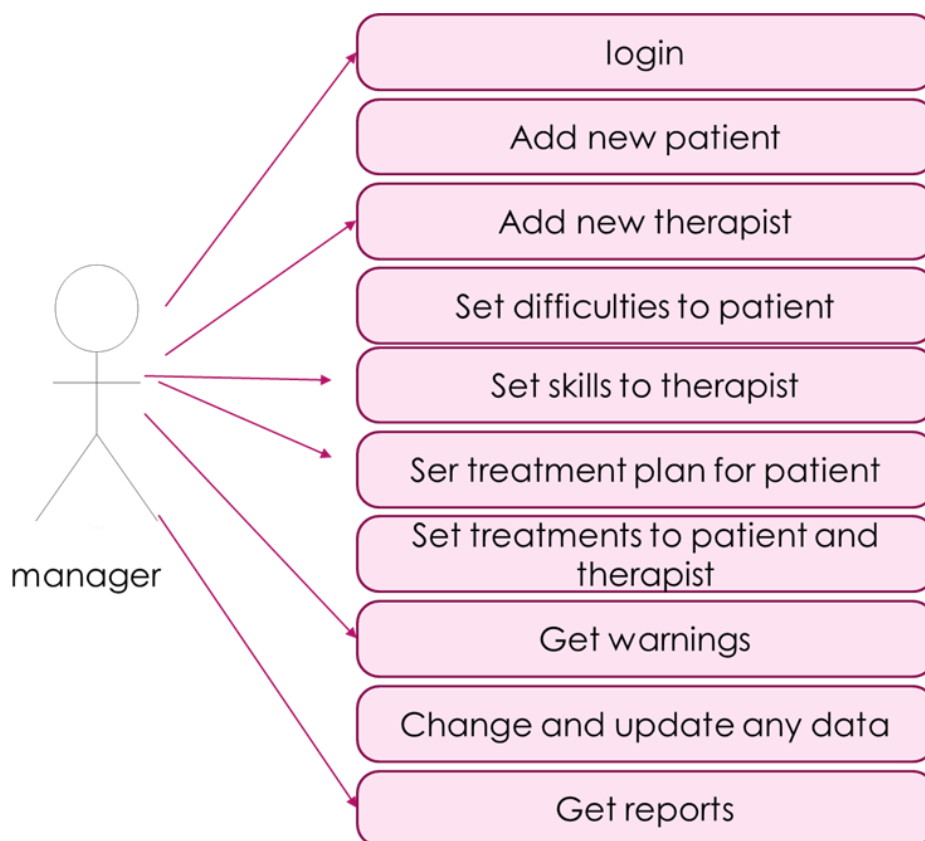 login
Add new patient
Add new therapist
Set difficulties to patient
Set skills to therapist
Ser treatment plan for patient
Set treatments to patient and
therapist
manager
Get warnings
Change and update any data
Get reports